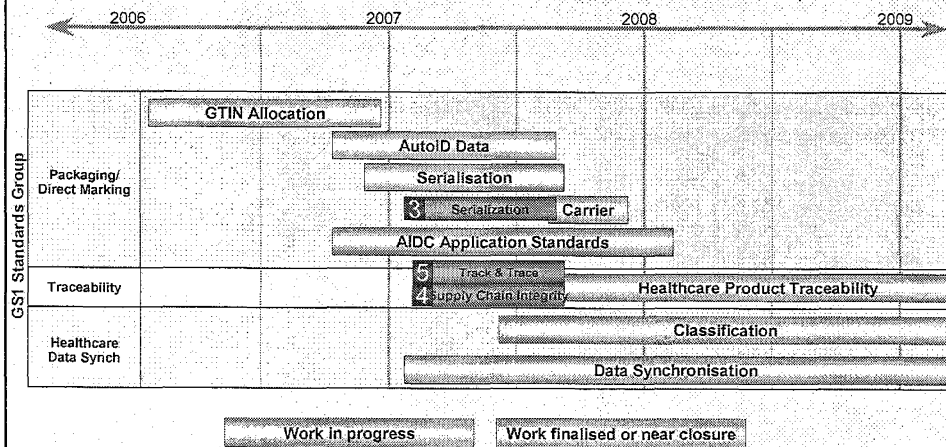 2006 2007 2008 2009
GS1 Standards Group
Packaging/
Direct Marking
GTIN Allocation
AutoID Data
Serialisation
3 Serialization Carrier
AIDC Application Standards
Traceability
5 Track & Trace
4 Supply Chain Integrity
Healthcare Product Traceability
Healthcare
Data Synch
Classification
Data Synchronisation
Work in progress Work finalised or near closure